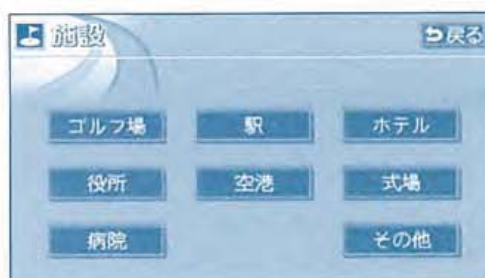 施設 戻る
ゴルフ場 駅 ホテル
役所 空港 式場
病院 その他